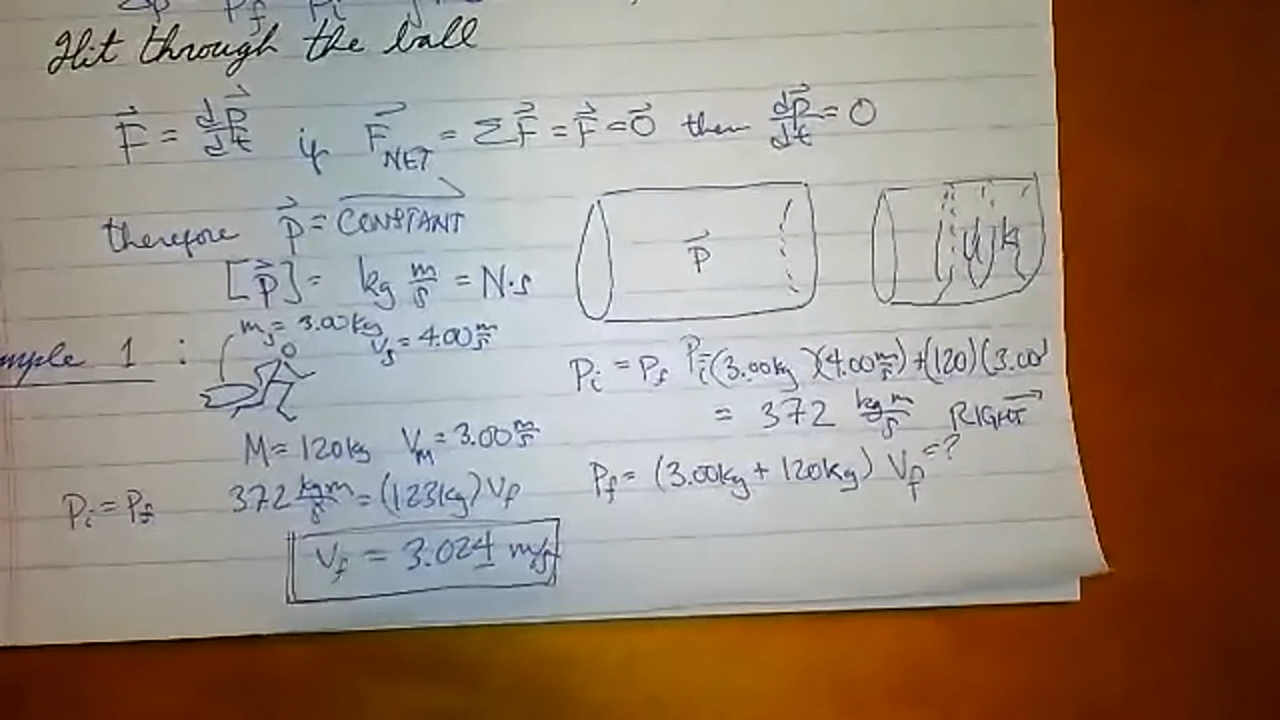 Hit through the ball
F⃗ = dp⃗/dt if F⃗_NET = ΣF⃗ = F⃗ = 0⃗ then dp⃗/dt = 0
therefore p⃗ = CONSTANT
p⃗
[p⃗] = kg m/s = N·s
m_s = 3.00kg v_s = 4.00 m/s
mple 1 :
P_i = P_f P_i = (3.00kg)(4.00 m/s) + (120)(3.00
= 372 kg m/s RIGHT
M = 120kg V_m = 3.00 m/s
P_f = (3.00kg + 120kg) V_f = ?
P_i = P_f 372 kg m/s = (123kg) V_f
V_f = 3.024 m/s